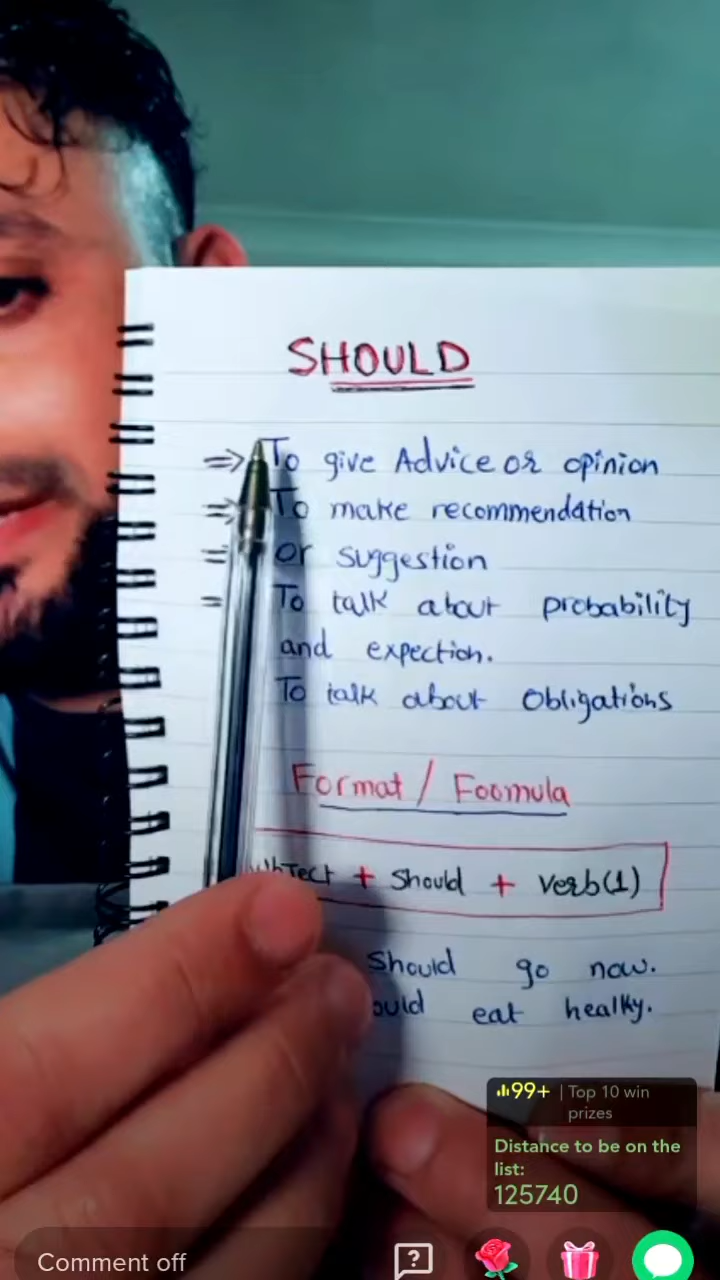 SHOULD
=> To give Advice or opinion
=> To make recommendation
= or suggestion
= To talk about probability
and expection.
To talk about Obligations
Format / Foomula
+ Should + Verb(1)
Should go now.
eat healky.
99+ | Top 10 win
prizes
Distance to be on the
list:
125740
Comment off